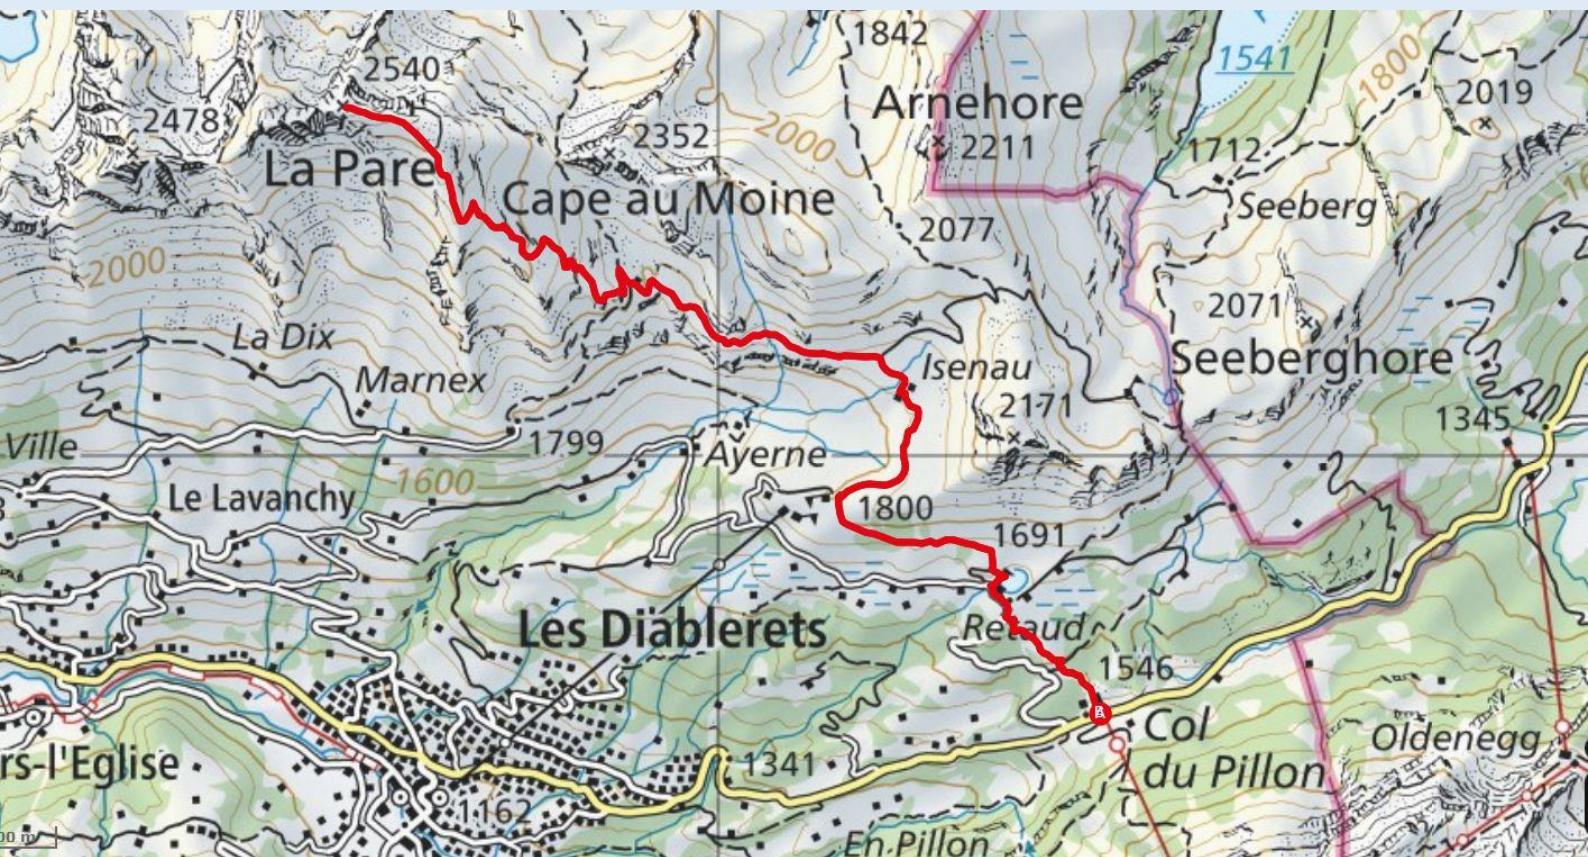 1842
1541
1800
2540
2019
2478
Arnehore
2352
2000
2211
1712
La Pare
Cape au Moine
Seeberg
2077
2000
2071
La Dix
Seeberghore
Isenau
Marnex
2171
1345
Ville
1799
Ayerne
1600
Le Lavanchy
1800
1691
Les Diablerets
Retaud
1546
Col
du Pillon
Oldenegg
rs-l'Eglise
1341
1162
En Pillon
00 m